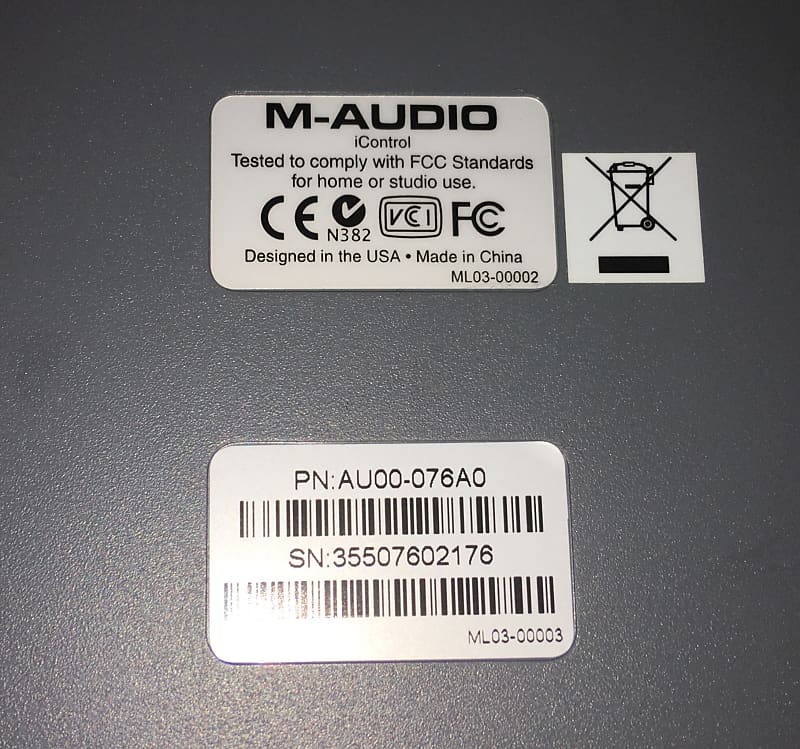 M-AUDIO
iControl
Tested to comply with FCC Standards
for home or studio use.
CE N382 VCI FC
Designed in the USA • Made in China
ML03-00002
PN:AU00-076A0
SN:35507602176
ML03-00003